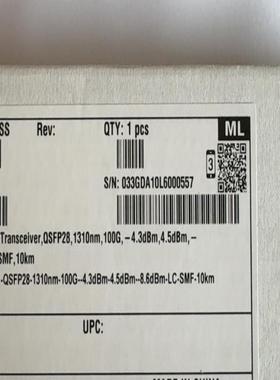 SS Rev: QTY: 1 pcs ML
3
S/N: 033GDA10L6000557
Transceiver,QSFP28,1310nm,100G,–4.3dBm,4.5dBm,–
SMF,10km
-QSFP28-1310nm-100G--4.3dBm-4.5dBm--8.6dBm-LC-SMF-10km
UPC: